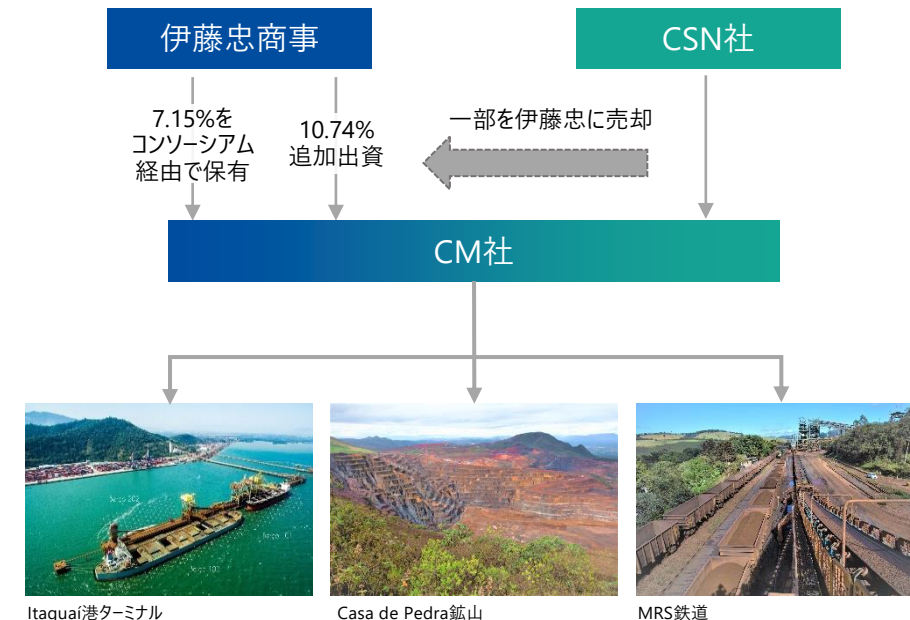 伊藤忠商事
CSN社
7.15%を
コンソーシアム
経由で保有
10.74%
追加出資
一部を伊藤忠に売却
CM社
Itaguaí港ターミナル
Casa de Pedra鉱山
MRS鉄道